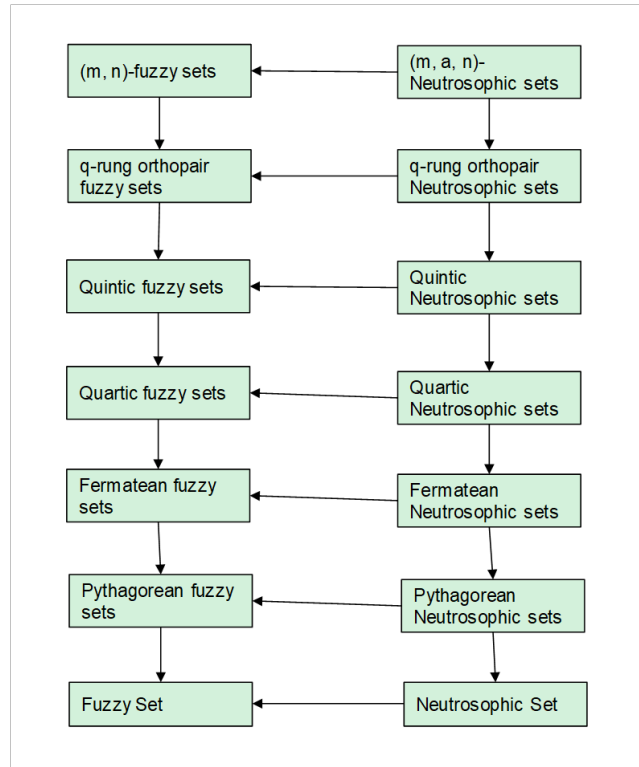 (m, n)-fuzzy sets
(m, a, n)-
Neutrosophic sets
q-rung orthopair
fuzzy sets
q-rung orthopair
Neutrosophic sets
Quintic fuzzy sets
Quintic
Neutrosophic sets
Quartic fuzzy sets
Quartic
Neutrosophic sets
Fermatean fuzzy
sets
Fermatean
Neutrosophic sets
Pythagorean fuzzy
sets
Pythagorean
Neutrosophic sets
Fuzzy Set
Neutrosophic Set